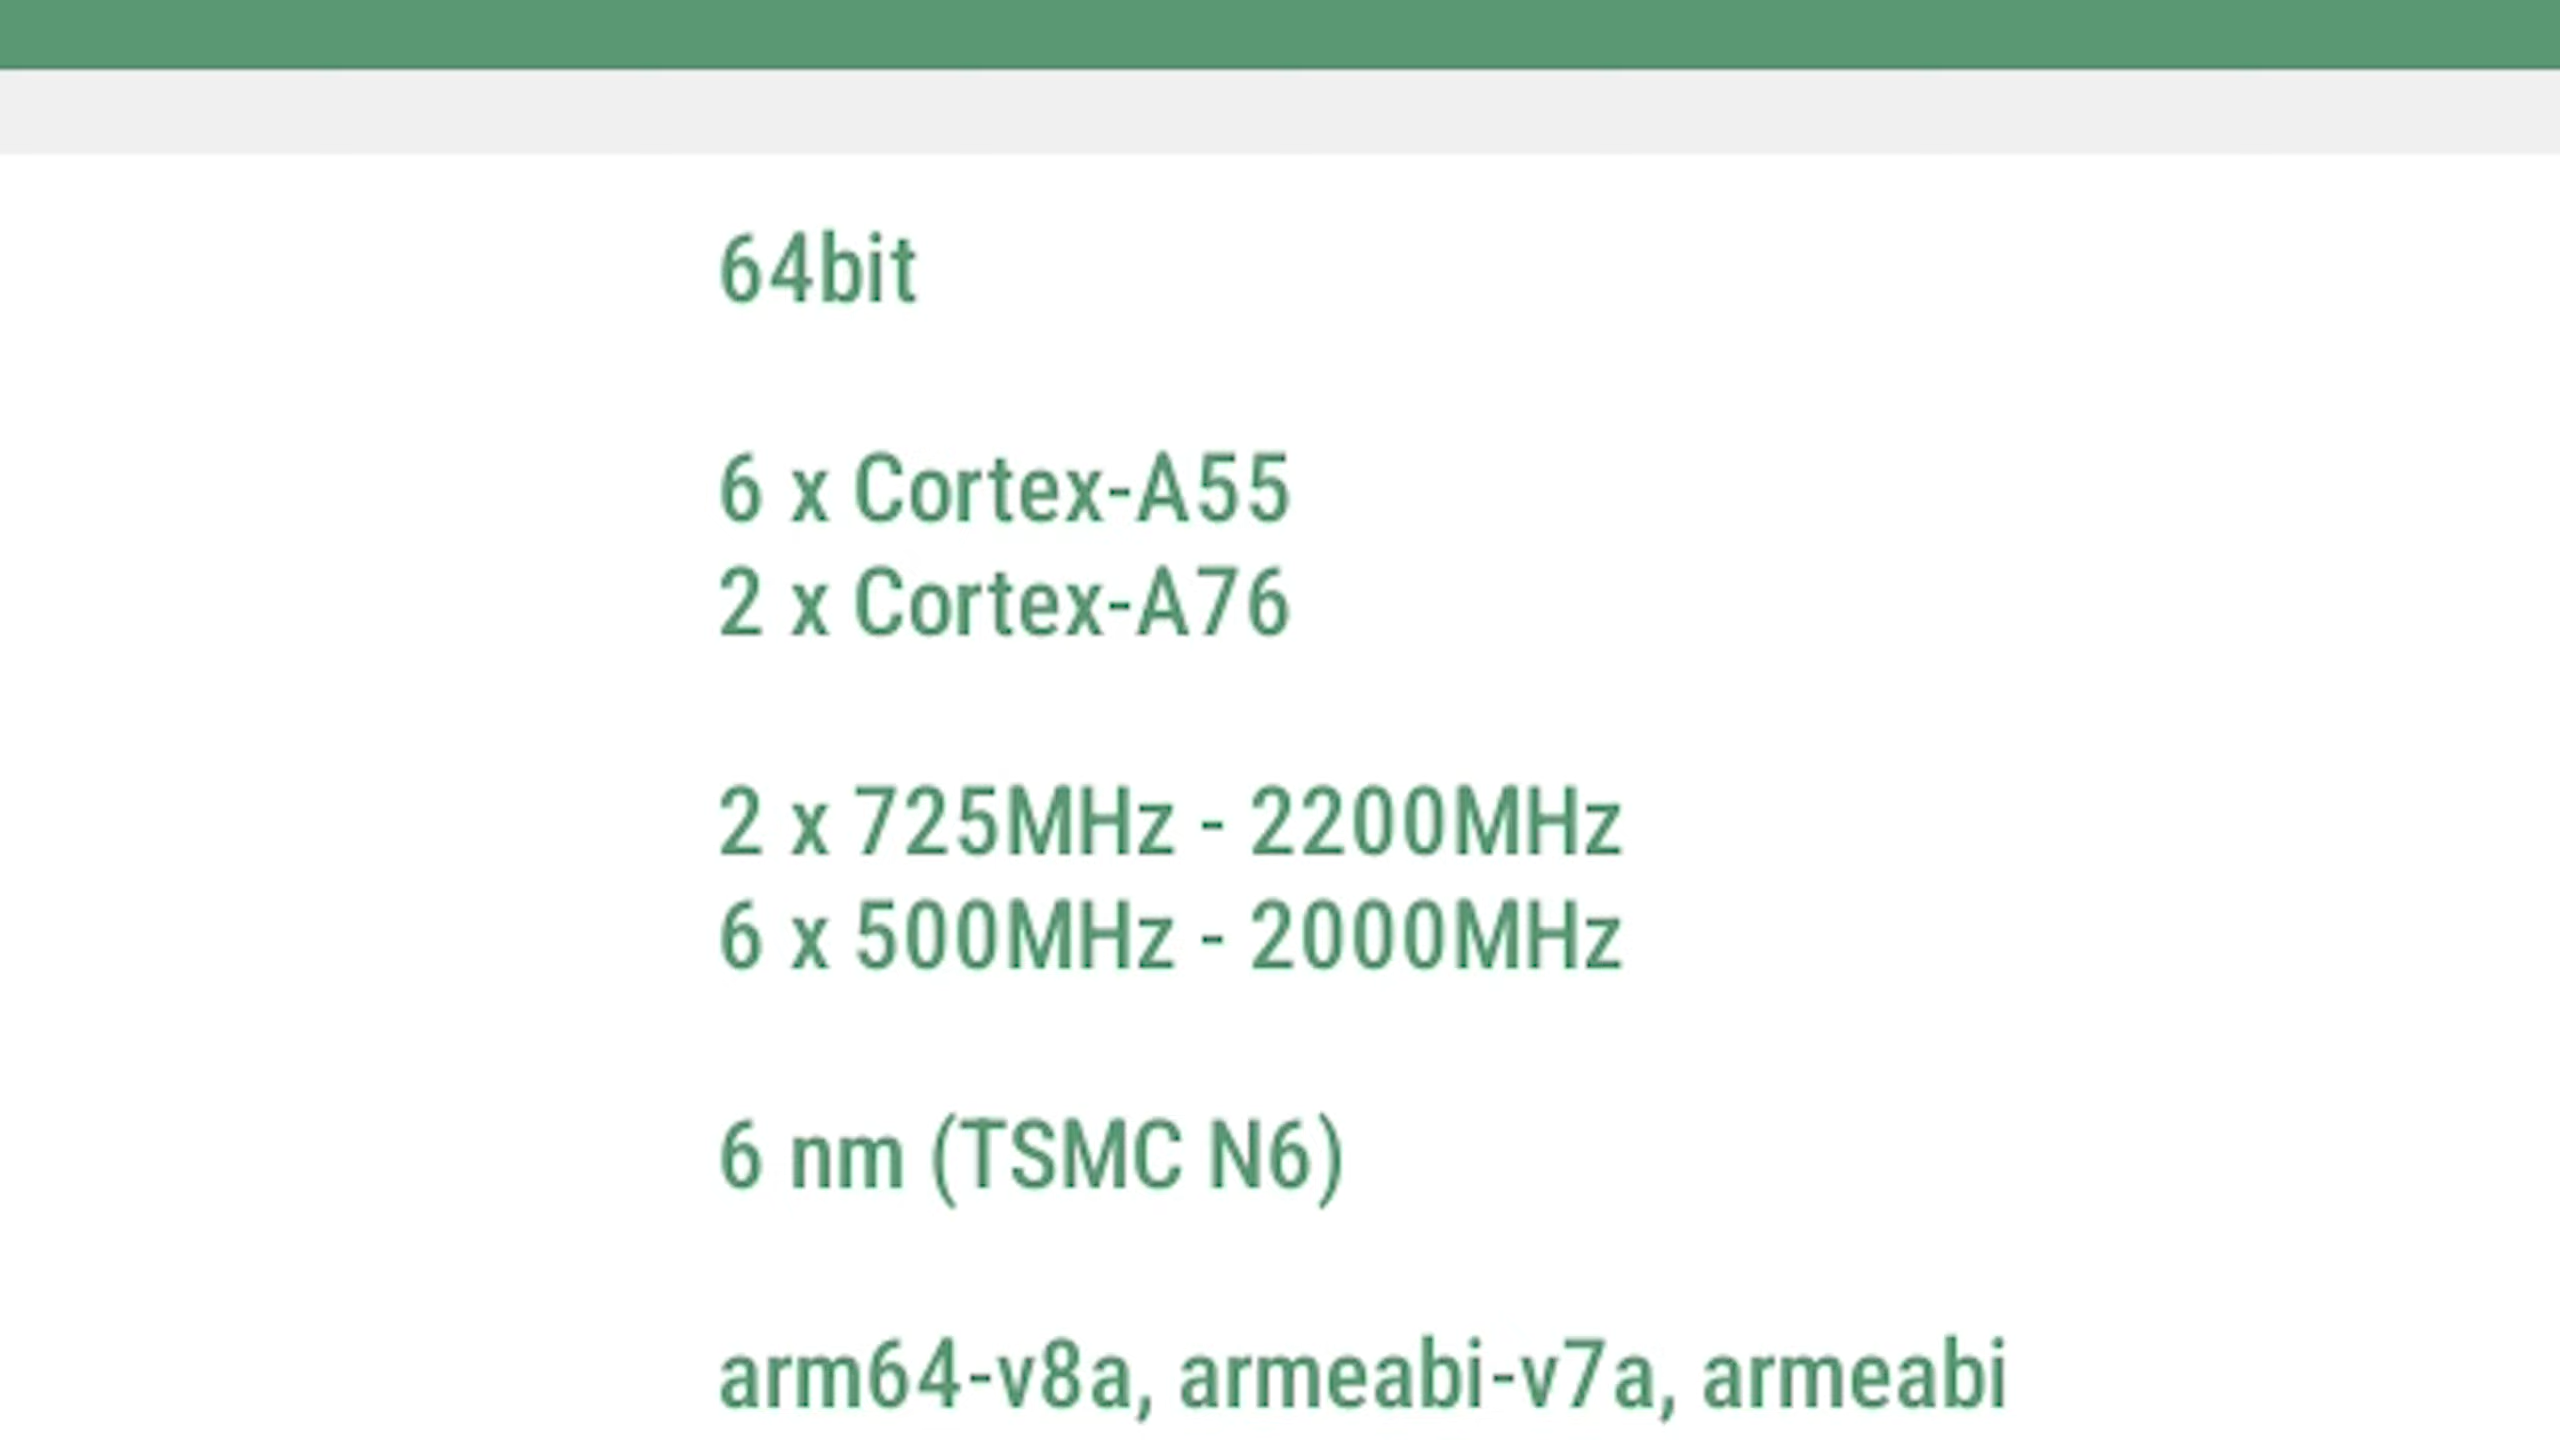 64bit
6 x Cortex-A55
2 x Cortex-A76
2 x 725MHz - 2200MHz
6 x 500MHz - 2000MHz
6 nm (TSMC N6)
arm64-v8a, armeabi-v7a, armeabi